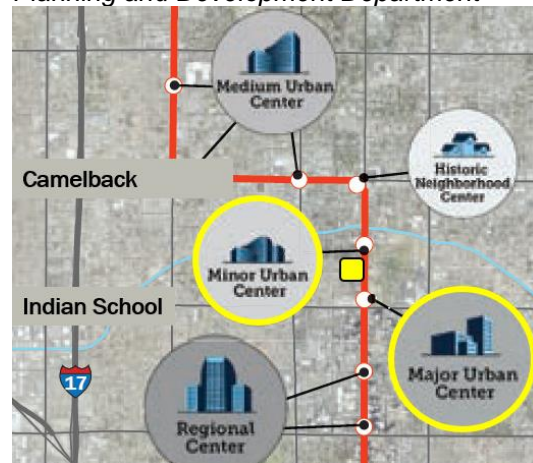 Planning and Development Department
Medium Urban
Center
Camelback
Historic
Neighborhood
Center
Minor Urban
Center
Indian School
17
Major Urban
Center
Regional
Center